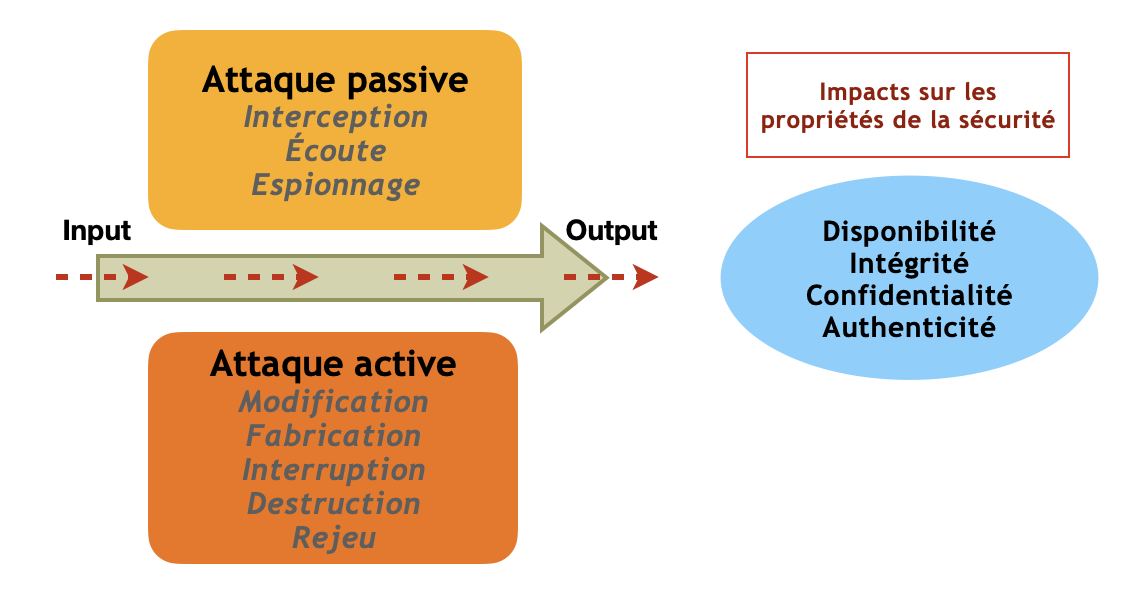 Attaque passive
Interception
Écoute
Espionnage
Input
Output
Attaque active
Modification
Fabrication
Interruption
Destruction
Rejeu
Impacts sur les
propriétés de la sécurité
Disponibilité
Intégrité
Confidentialité
Authenticité